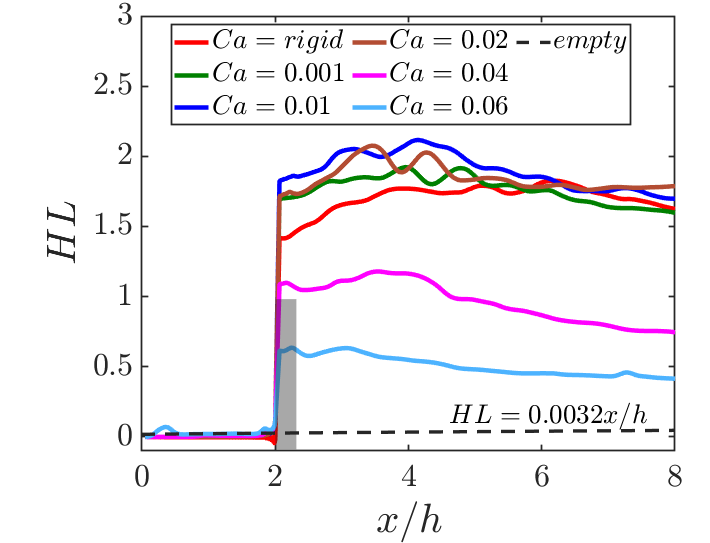 3
2.5
2
1.5
1
0.5
0
HL
Ca = rigid Ca = 0.02 empty
Ca = 0.001 Ca = 0.04
Ca = 0.01 Ca = 0.06
HL = 0.0032x/h
0 2 4 6 8
x/h